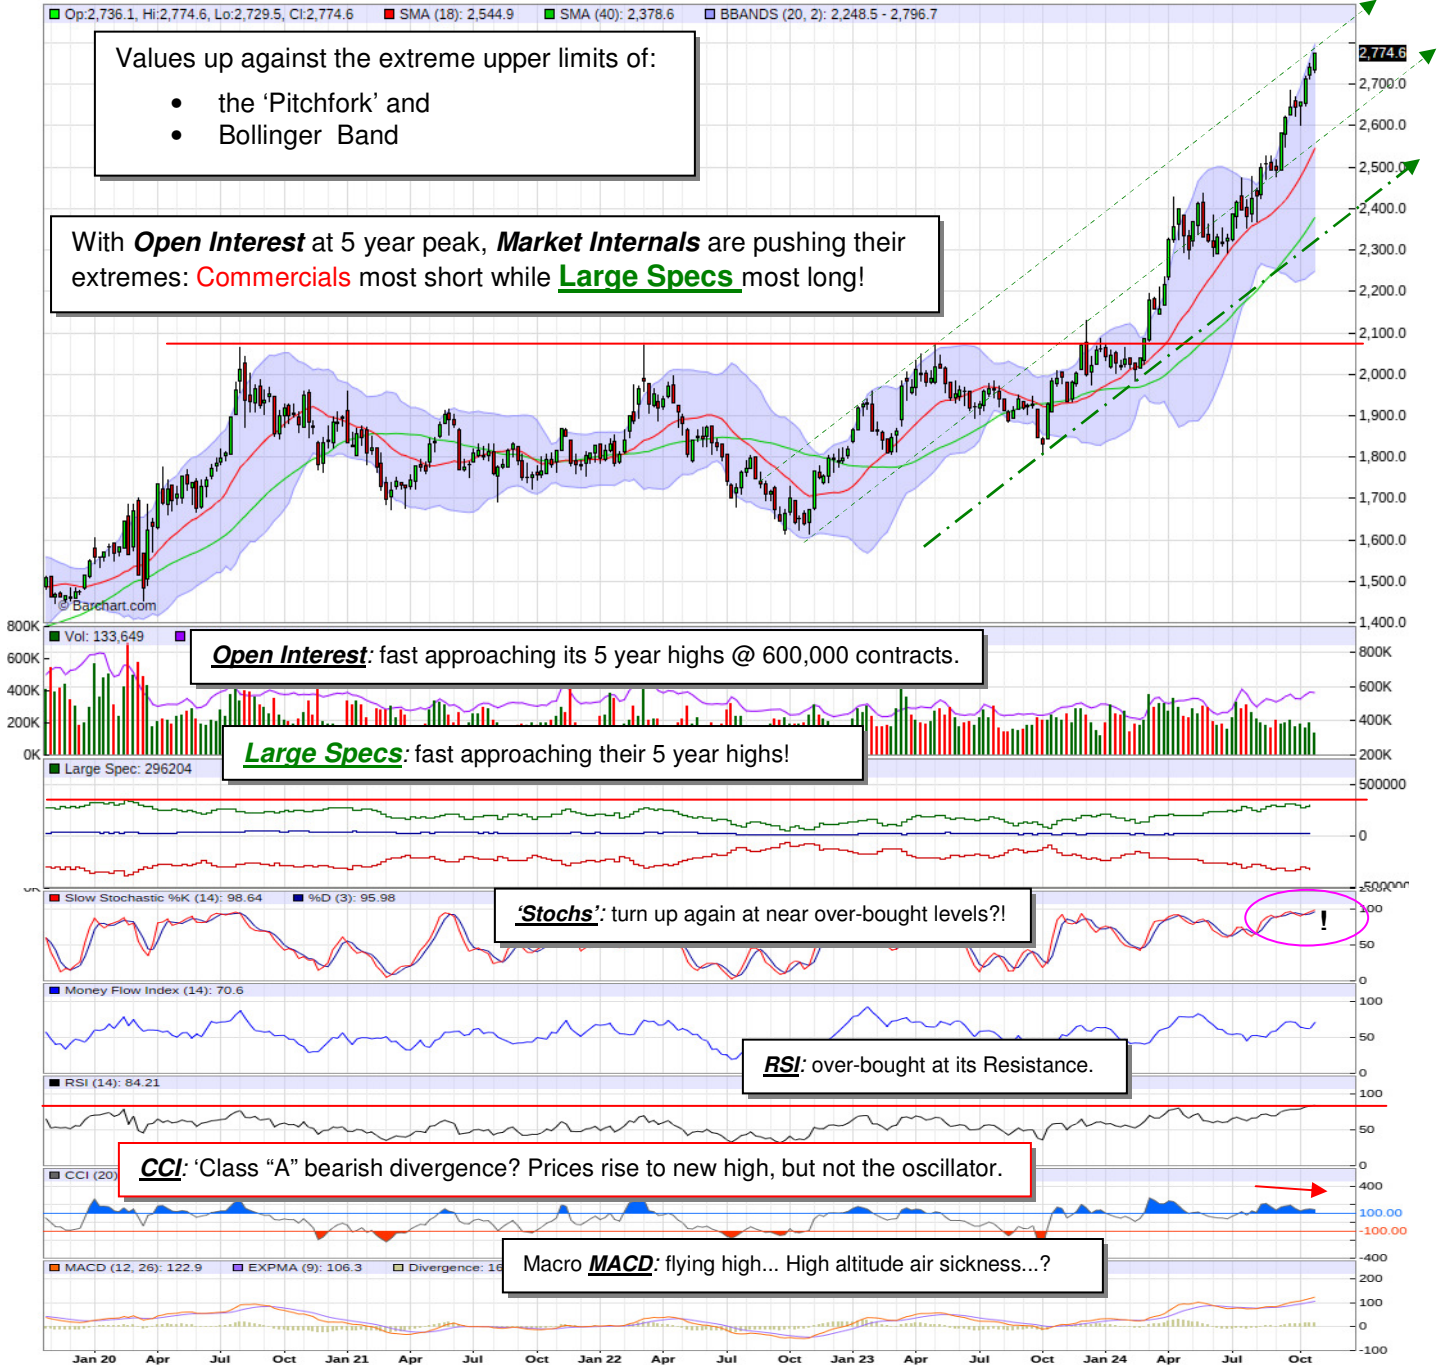 Op:2,736.1, Hi:2,774.6, Lo:2,729.5, Cl:2,774.6 SMA (18): 2,544.9 SMA (40): 2,378.6 BBANDS (20, 2): 2,248.5 - 2,796.7
Values up against the extreme upper limits of:
• the ‘Pitchfork’ and
• Bollinger Band
With Open Interest at 5 year peak, Market Internals are pushing their
extremes: Commercials most short while Large Specs most long!
2,774.6
2,700.0
2,600.0
2,500.0
2,400.0
2,300.0
2,200.0
2,100.0
2,000.0
1,900.0
1,800.0
1,700.0
1,600.0
1,500.0
1,400.0
© Barchart.com
800K
600K
400K
200K
0K
Vol: 133,649
Open Interest: fast approaching its 5 year highs @ 600,000 contracts.
800K
600K
400K
200K
Large Specs: fast approaching their 5 year highs!
Large Spec: 296204
500000
0
Slow Stochastic %K (14): 98.64 %D (3): 95.98
‘Stochs’: turn up again at near over-bought levels?!
!
100
50
0
Money Flow Index (14): 70.6
100
50
0
RSI: over-bought at its Resistance.
RSI (14): 84.21
100
50
0
CCI: ‘Class “A” bearish divergence? Prices rise to new high, but not the oscillator.
CCI (20)
400
100.00
-100.00
-400
Macro MACD: flying high... High altitude air sickness...?
MACD (12, 26): 122.9 EXPMA (9): 106.3 Divergence: 16
200
100
0
-100
Jan 20 Apr Jul Oct Jan 21 Apr Jul Oct Jan 22 Apr Jul Oct Jan 23 Apr Jul Oct Jan 24 Apr Jul Oct